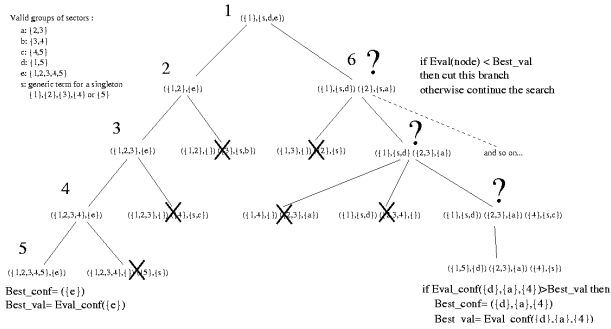 Valid groups of sectors :
a: {2,3}
b: {3,4}
c: {4,5}
d: {1,5}
e: {1,2,3,4,5}
s: generic term for a singleton
{1},{2},{3},{4} or {5}
1
({1},{s,d,e})
2
({1,2},{e})
6 ?
({1},{s,d}) ({2},{s,a})
if Eval(node) < Best_val
then cut this branch
otherwise continue the search
3
({1,2,3},{e})
({1,2},{}) ({3},{s,b})
({1,3},{}) ({2},{s})
?
({1},{s,d}) ({2,3},{a})
and so on...
4
({1,2,3,4},{e})
({1,2,3},{}) ({4},{s,c})
({1,4},{}) ({2,3},{a})
({1},{s,d}) ({2,3,4},{})
?
({1},{s,d}) ({2,3},{a}) ({4},{s,c})
5
({1,2,3,4,5},{e})
({1,2,3,4},{}) ({5},{s})
({1,5},{d}) ({2,3},{a}) ({4},{s})
Best_conf= ({e})
Best_val= Eval_conf({e})
if Eval_conf({d},{a},{4})>Best_val then
Best_conf= ({d},{a},{4})
Best_val= Eval_conf({d},{a},{4})